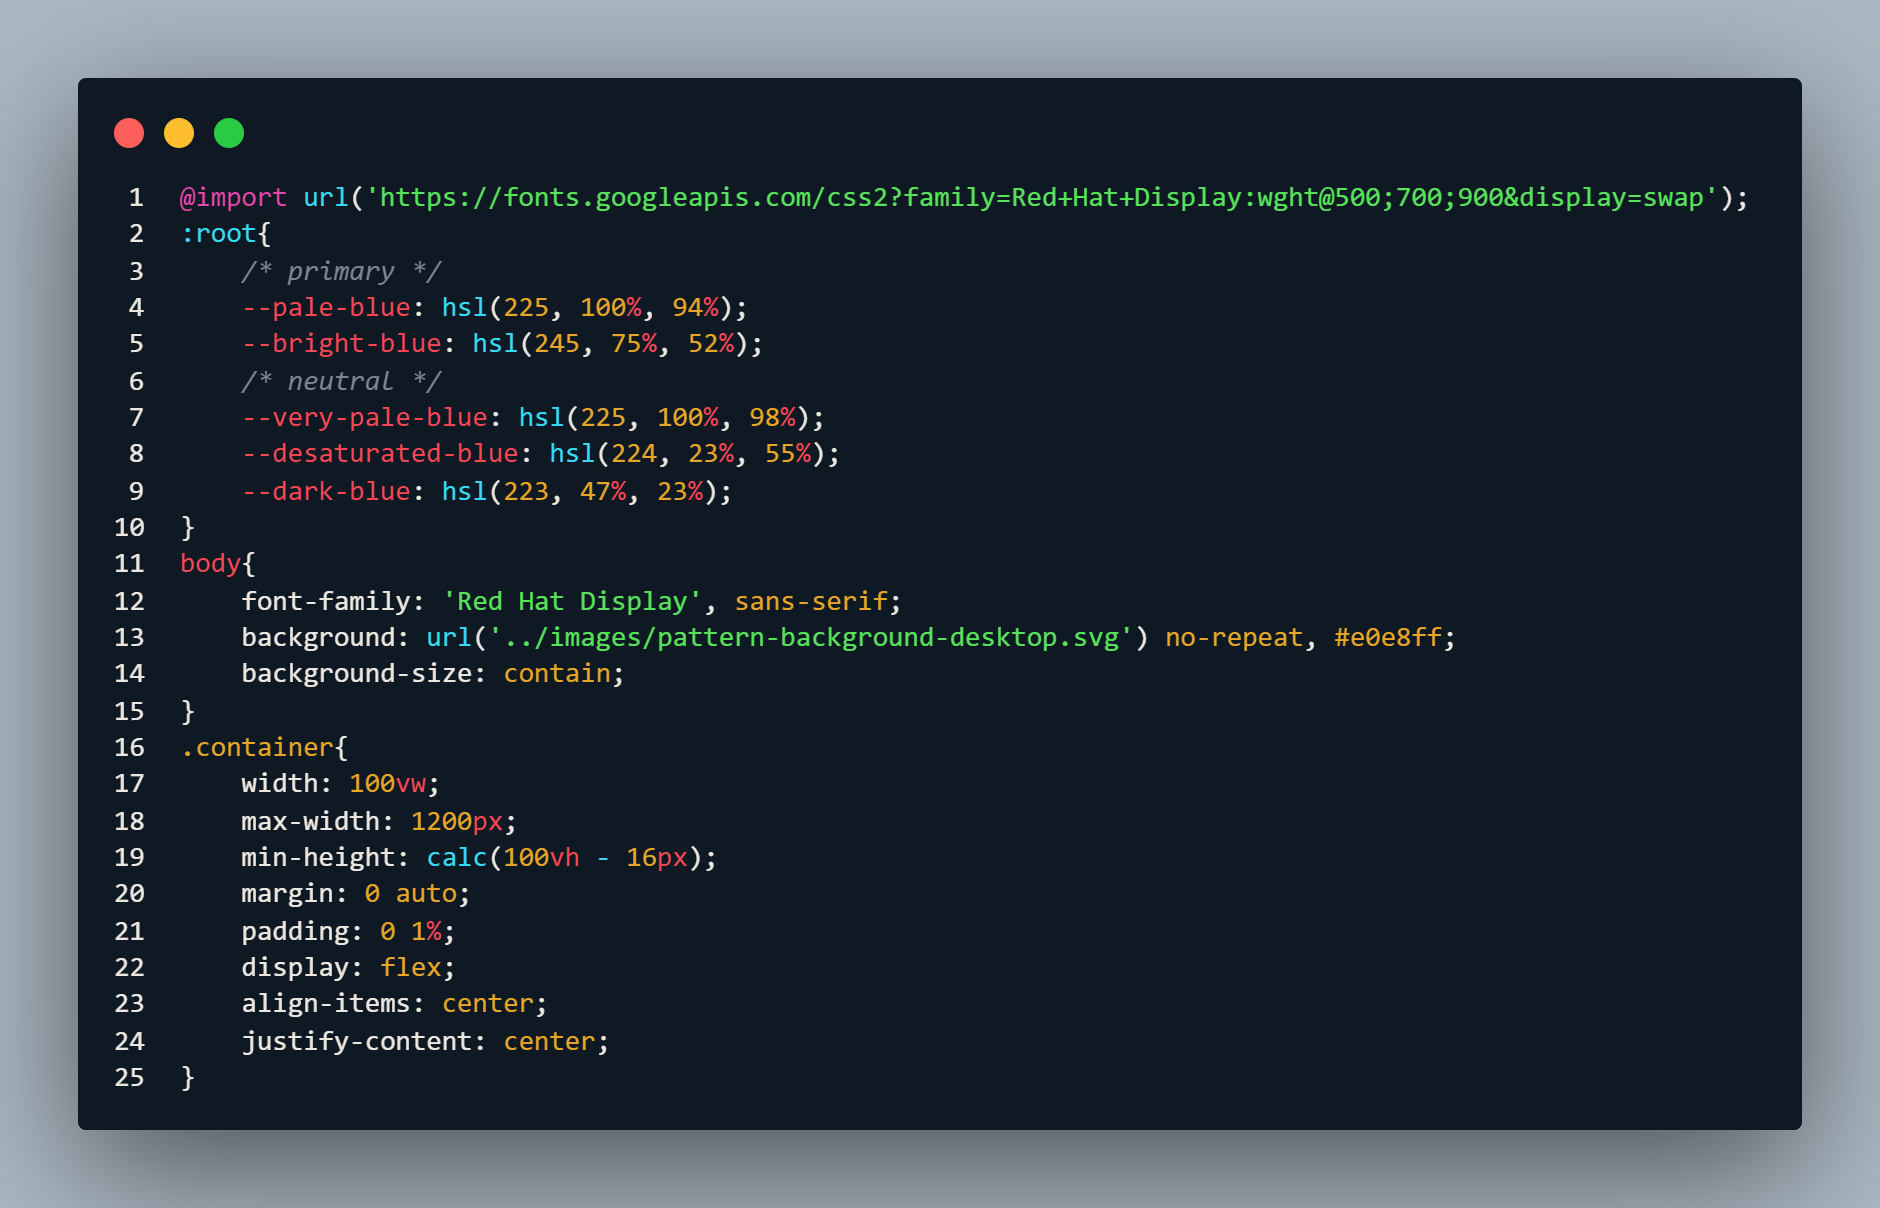 1 @import url('https://fonts.googleapis.com/css2?family=Red+Hat+Display:wght@500;700;900&display=swap');
2 :root{
3     /* primary */
4     --pale-blue: hsl(225, 100%, 94%);
5     --bright-blue: hsl(245, 75%, 52%);
6     /* neutral */
7     --very-pale-blue: hsl(225, 100%, 98%);
8     --desaturated-blue: hsl(224, 23%, 55%);
9     --dark-blue: hsl(223, 47%, 23%);
10 }
11 body{
12     font-family: 'Red Hat Display', sans-serif;
13     background: url('../images/pattern-background-desktop.svg') no-repeat, #e0e8ff;
14     background-size: contain;
15 }
16 .container{
17     width: 100vw;
18     max-width: 1200px;
19     min-height: calc(100vh - 16px);
20     margin: 0 auto;
21     padding: 0 1%;
22     display: flex;
23     align-items: center;
24     justify-content: center;
25 }